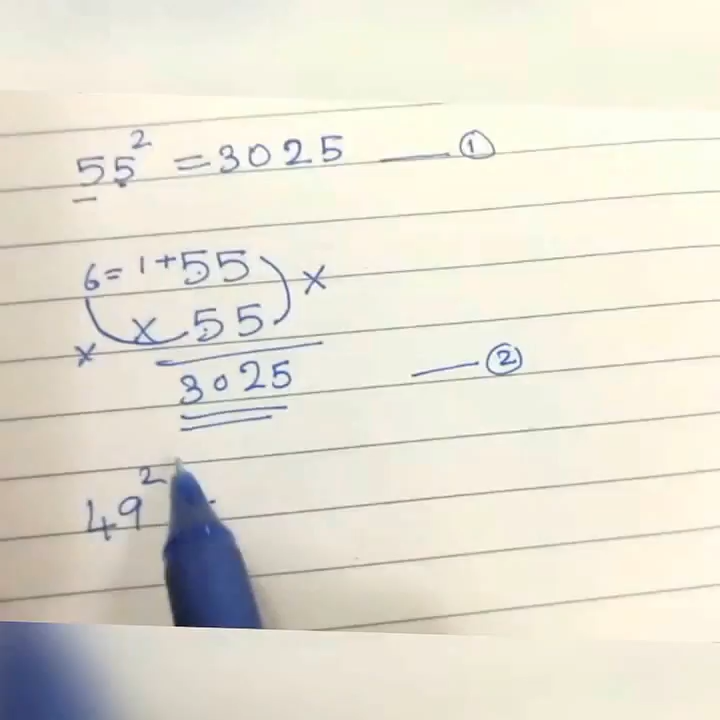 55² = 3025 —— ①
6 = 1 + 55 ×
× × 55
3025 —— ②
49²